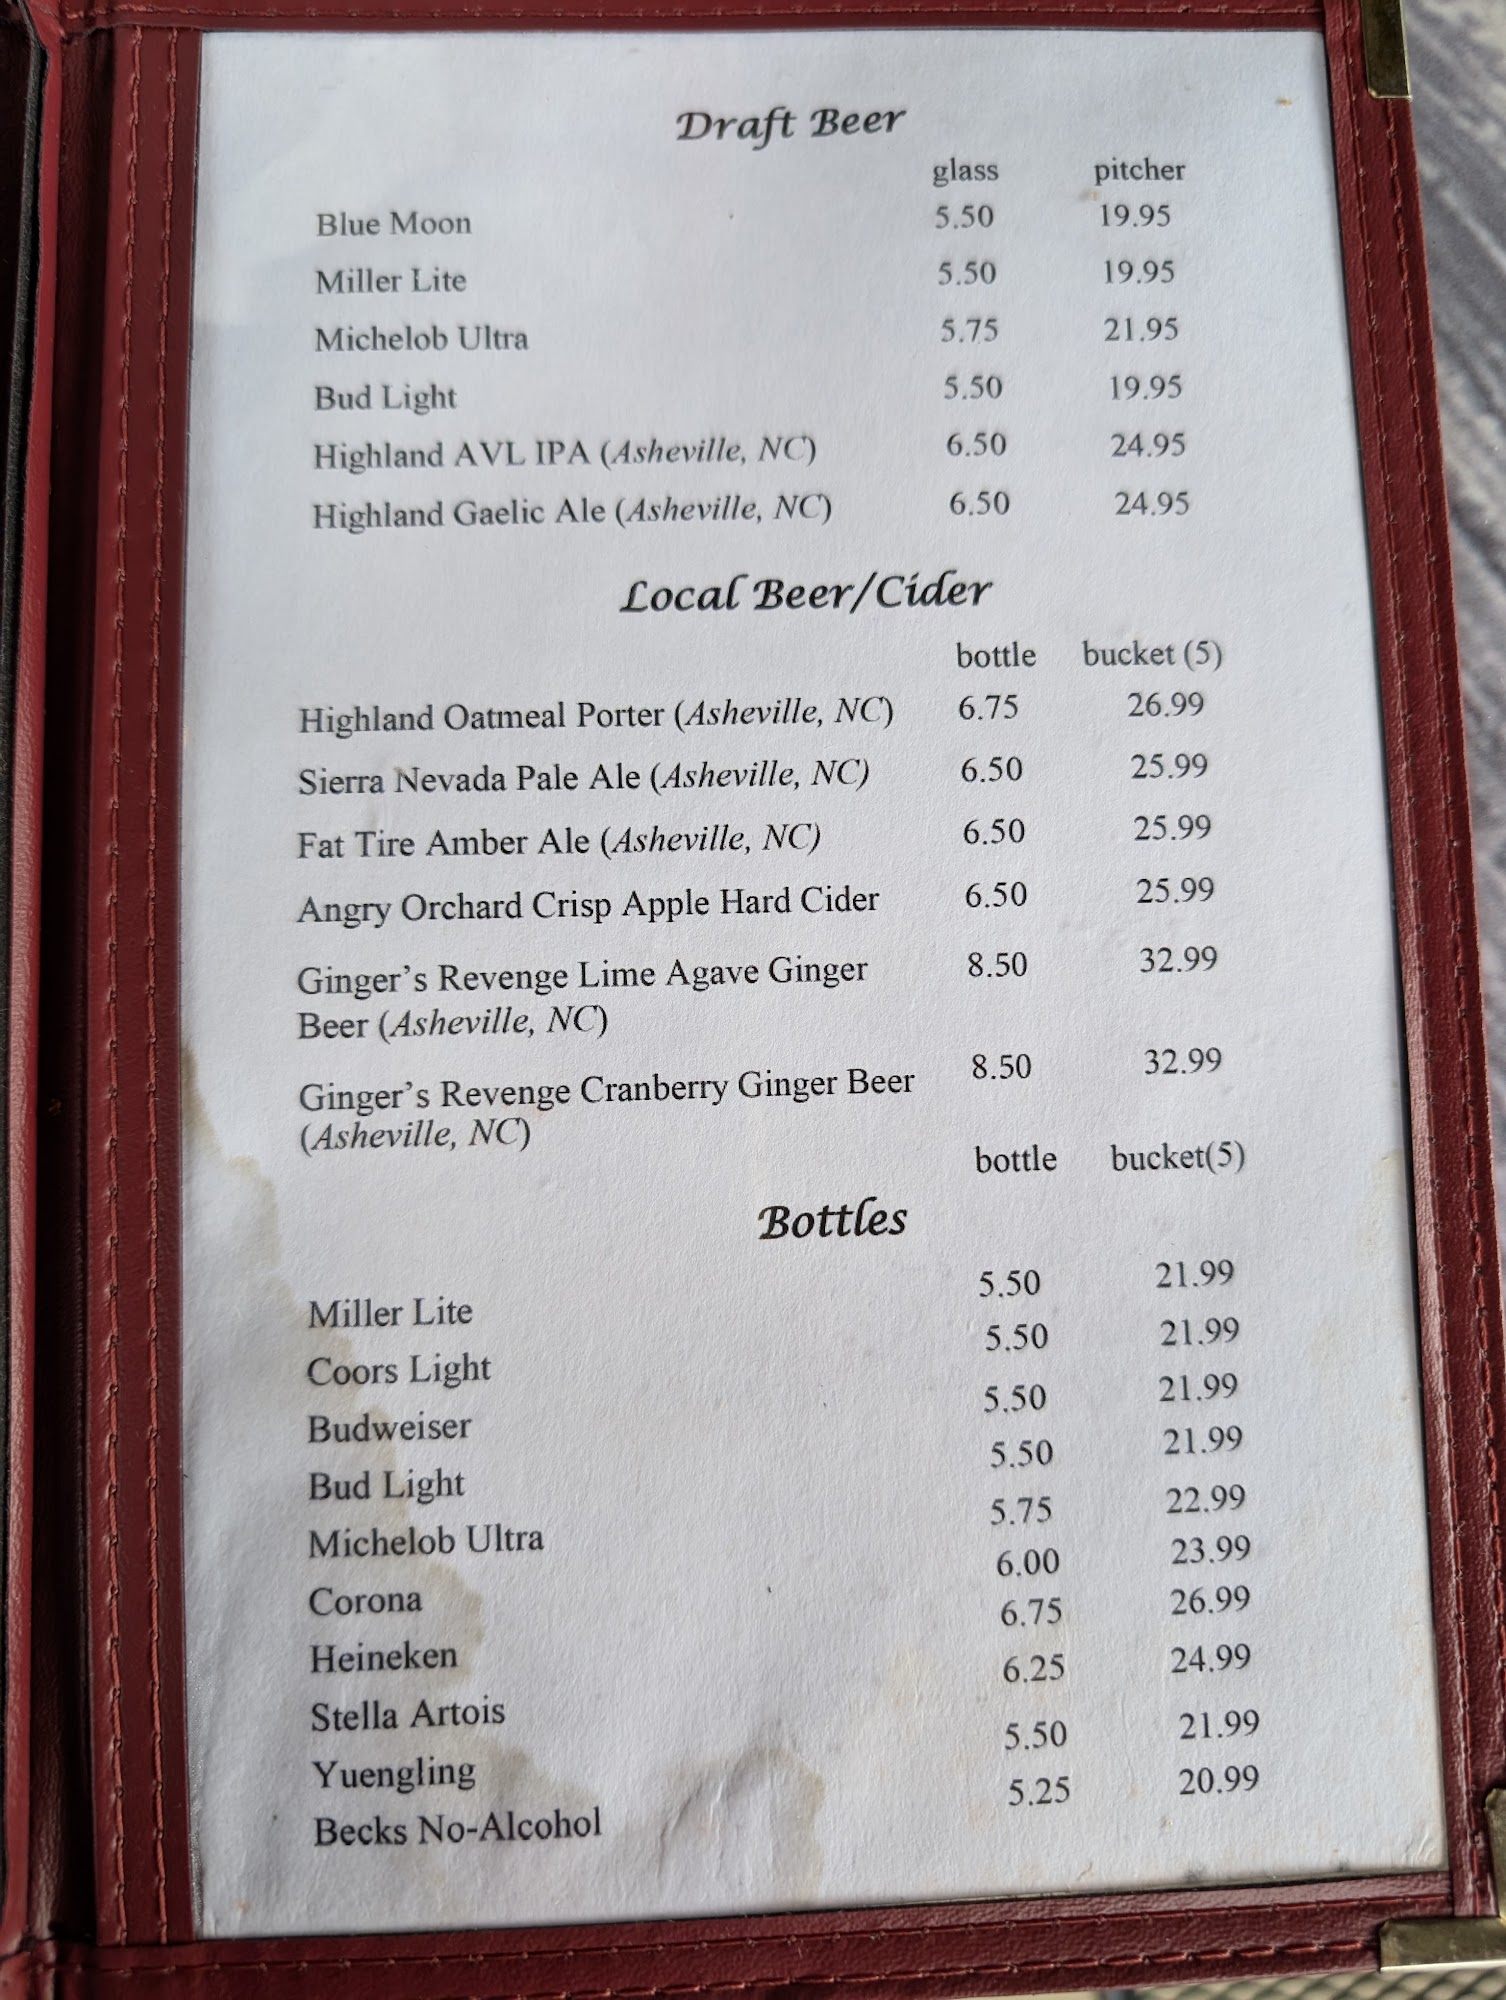 Draft Beer
glass pitcher
Blue Moon 5.50 19.95
Miller Lite 5.50 19.95
Michelob Ultra 5.75 21.95
Bud Light 5.50 19.95
Highland AVL IPA (Asheville, NC) 6.50 24.95
Highland Gaelic Ale (Asheville, NC) 6.50 24.95
Local Beer/Cider
bottle bucket (5)
Highland Oatmeal Porter (Asheville, NC) 6.75 26.99
Sierra Nevada Pale Ale (Asheville, NC) 6.50 25.99
Fat Tire Amber Ale (Asheville, NC) 6.50 25.99
Angry Orchard Crisp Apple Hard Cider 6.50 25.99
Ginger's Revenge Lime Agave Ginger 8.50 32.99
Beer (Asheville, NC)
Ginger's Revenge Cranberry Ginger Beer 8.50 32.99
(Asheville, NC)
bottle bucket(5)
Bottles
Miller Lite 5.50 21.99
Coors Light 5.50 21.99
Budweiser 5.50 21.99
Bud Light 5.50 21.99
Michelob Ultra 5.75 22.99
Corona 6.00 23.99
Heineken 6.75 26.99
Stella Artois 6.25 24.99
Yuengling 5.50 21.99
Becks No-Alcohol 5.25 20.99